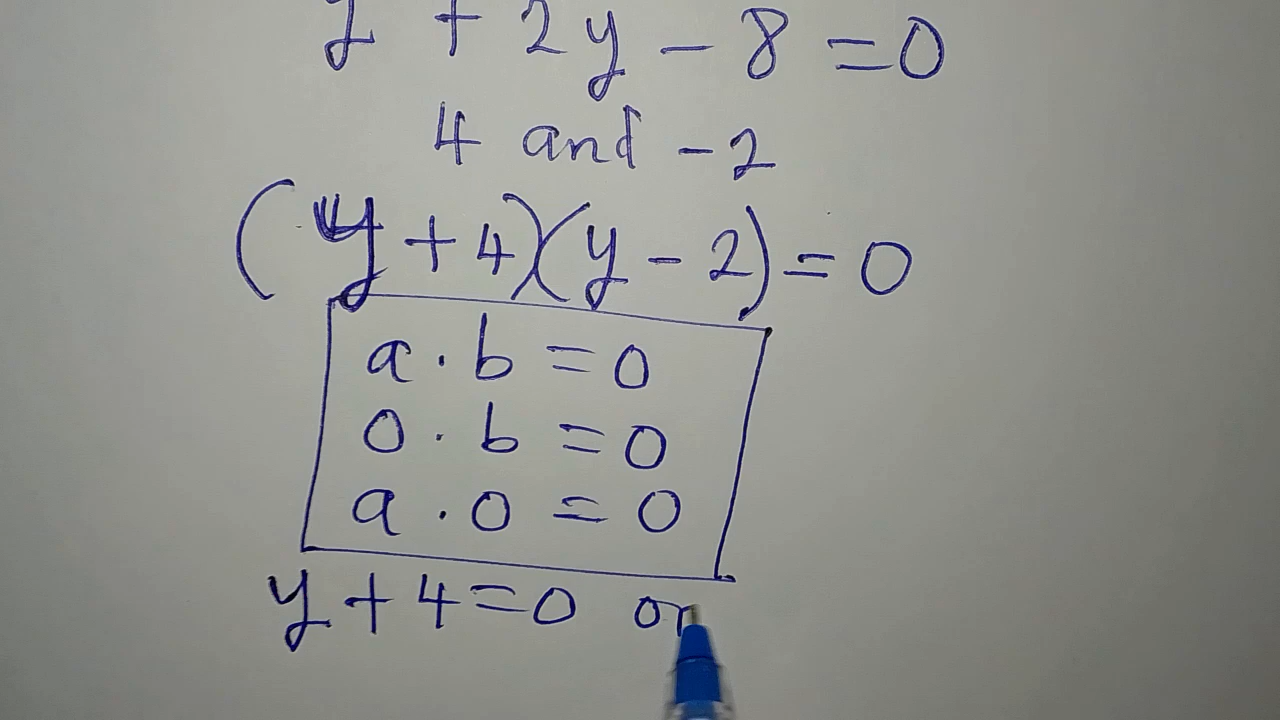 y + 2y - 8 = 0
4 and - 2
(y + 4)(y - 2) = 0
a . b = 0
0 . b = 0
a . 0 = 0
y + 4 = 0 or